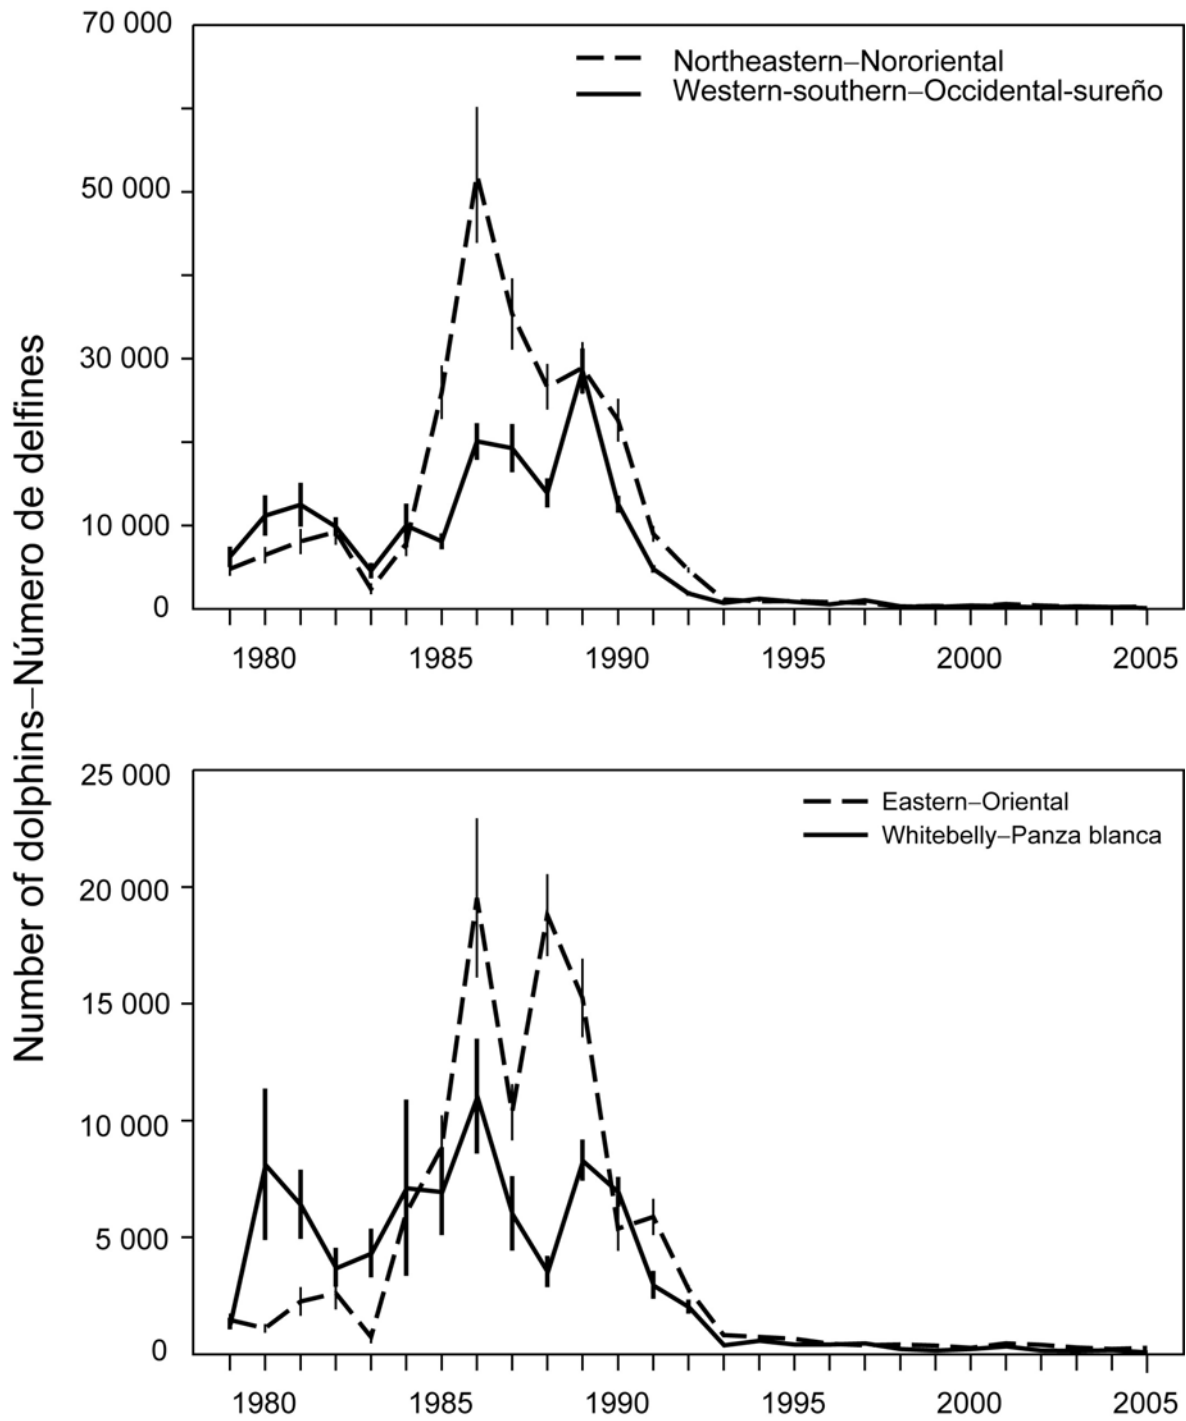 Number of dolphins–Número de delfines
70 000
50 000
30 000
10 000
0
Northeastern–Nororiental
Western-southern–Occidental-sureño
1980 1985 1990 1995 2000 2005
25 000
20 000
15 000
10 000
5 000
0
Eastern–Oriental
Whitebelly–Panza blanca
1980 1985 1990 1995 2000 2005